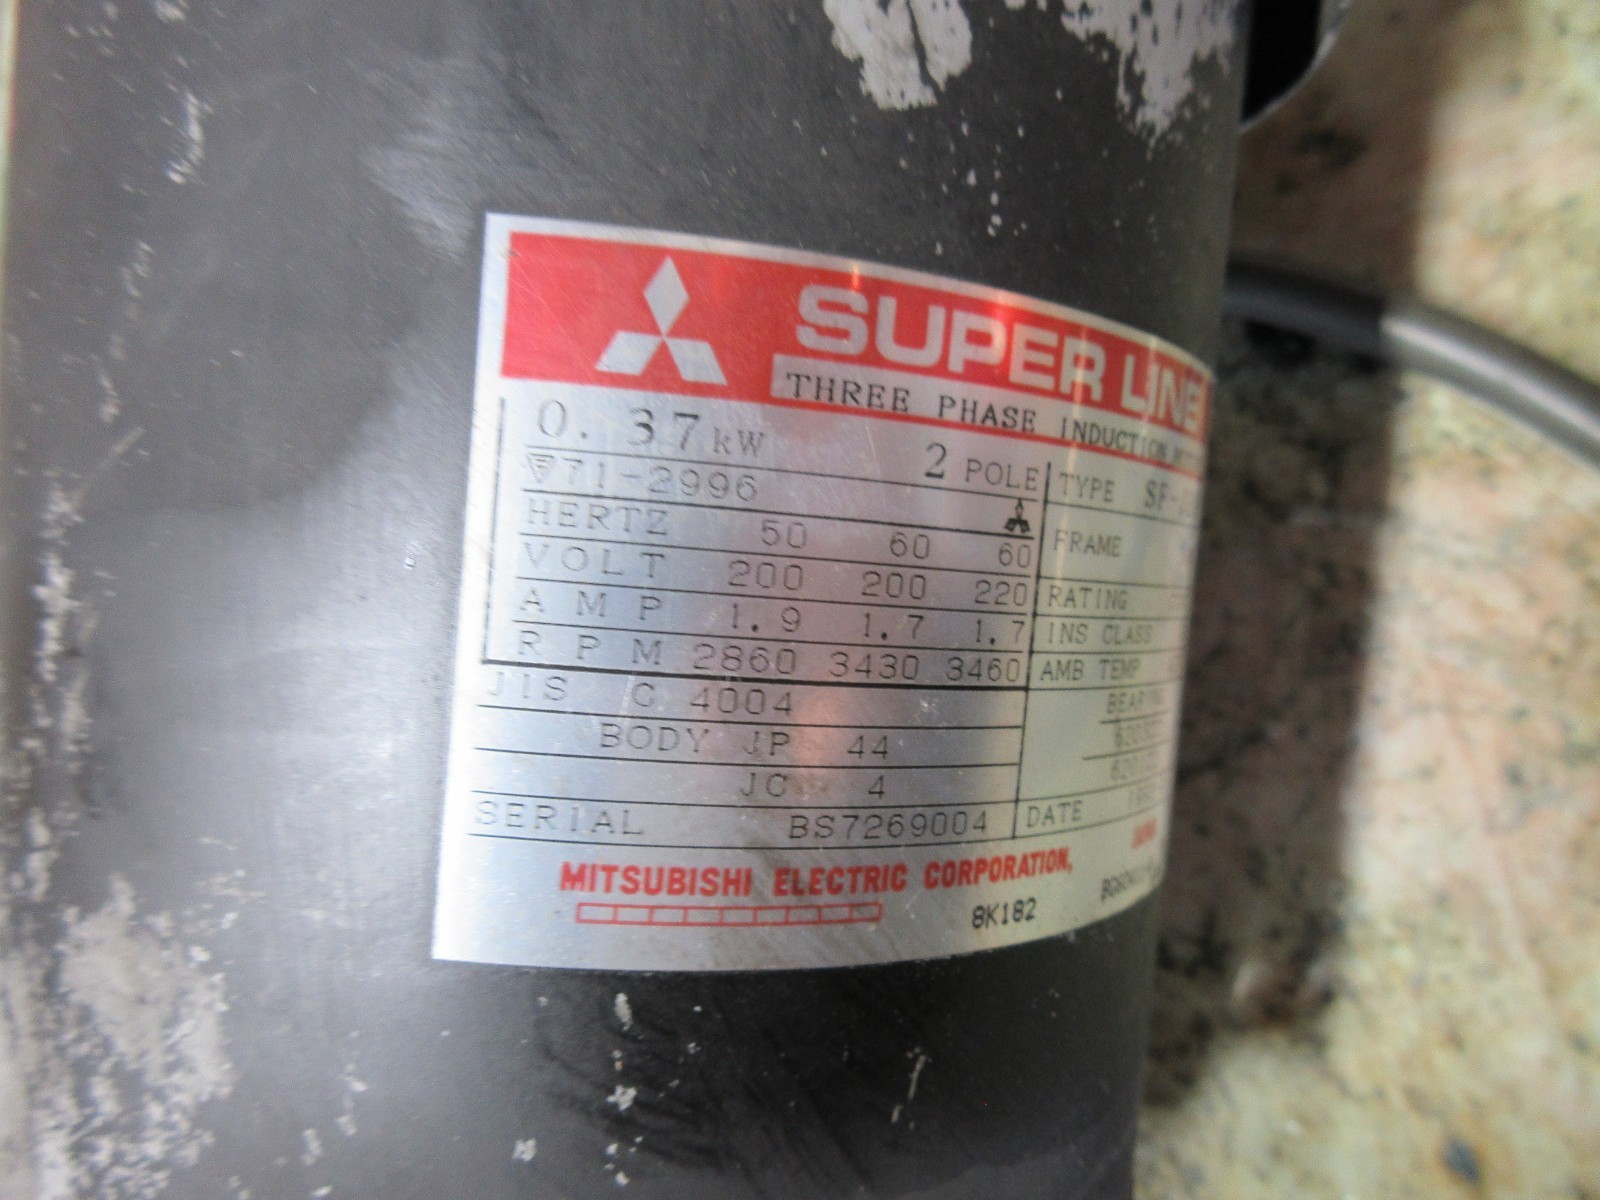 SUPER LINE
THREE PHASE INDUCTION
0.37 kW 2 POLE
71-2996
HERTZ 50 60 60
VOLT 200 200 220
AMP 1.9 1.7 1.7
RPM 2860 3430 3460
JIS C 4004
BODY JP 44
JC 4
SERIAL BS7269004
TYPE
FRAME
RATING
INS CLASS
AMB TEMP
DATE
MITSUBISHI ELECTRIC CORPORATION,
8K182